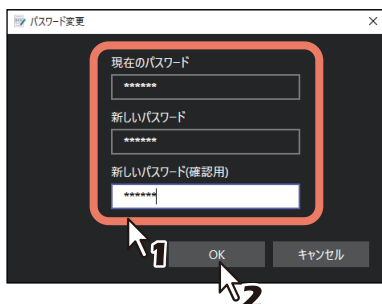 パスワード変更
現在のパスワード
******
新しいパスワード
******
新しいパスワード(確認用)
******
1
OK
キャンセル
2